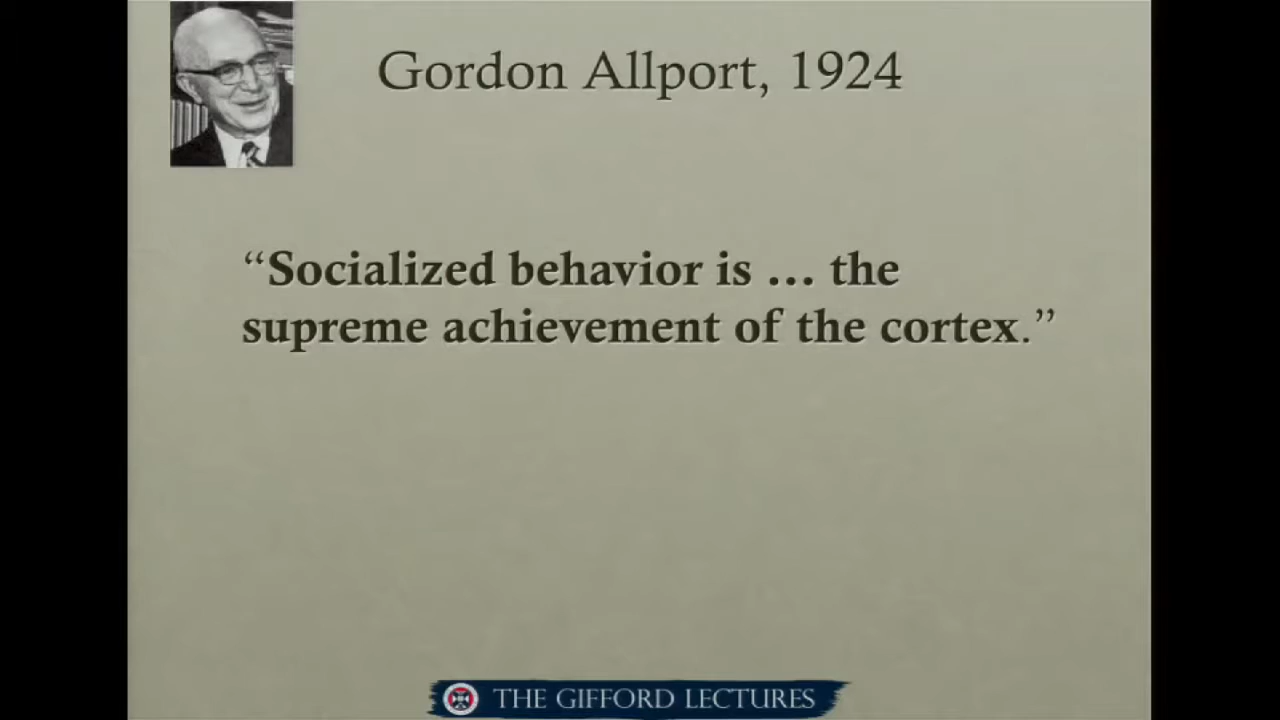 Gordon Allport, 1924
“Socialized behavior is … the
supreme achievement of the cortex.”
THE GIFFORD LECTURES